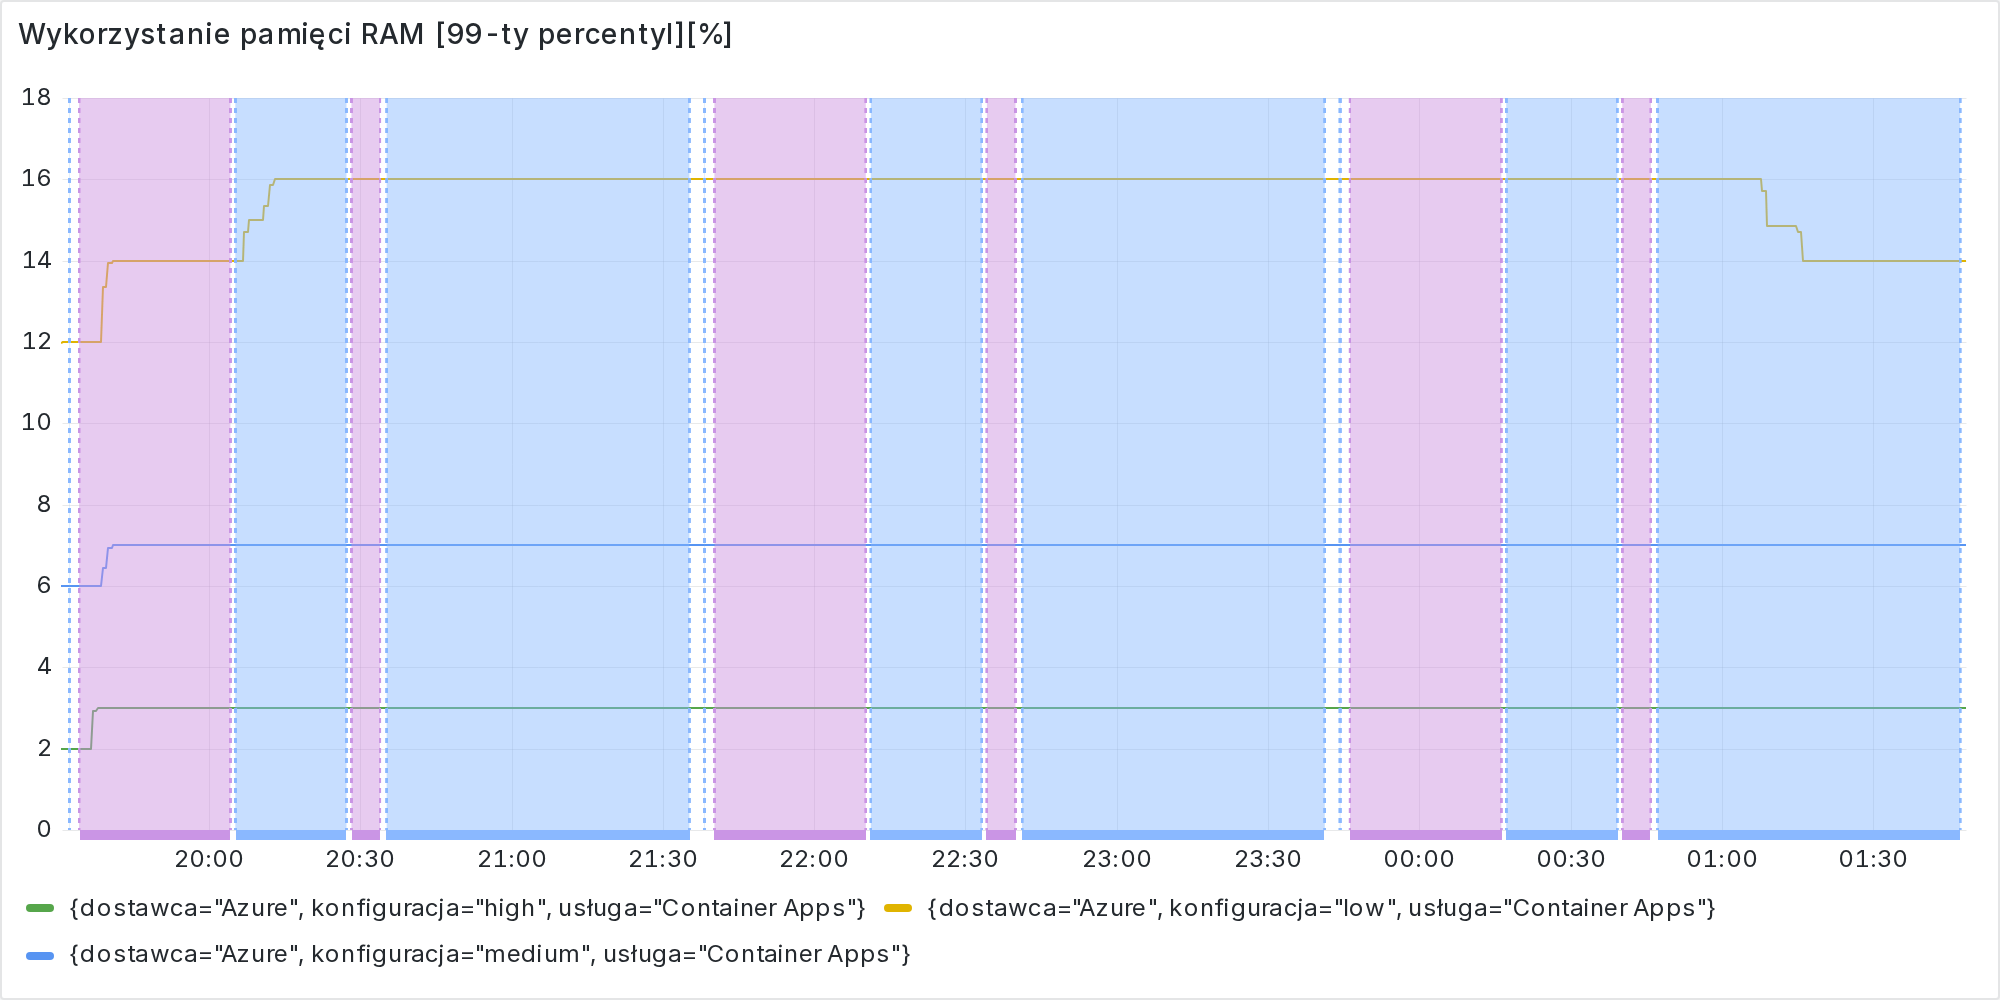 Wykorzystanie pamięci RAM [99-ty percentyl][%]
18
16
14
12
10
8
6
4
2
0
20:00 20:30 21:00 21:30 22:00 22:30 23:00 23:30 00:00 00:30 01:00 01:30
{dostawca="Azure", konfiguracja="high", usługa="Container Apps"} {dostawca="Azure", konfiguracja="low", usługa="Container Apps"}
{dostawca="Azure", konfiguracja="medium", usługa="Container Apps"}